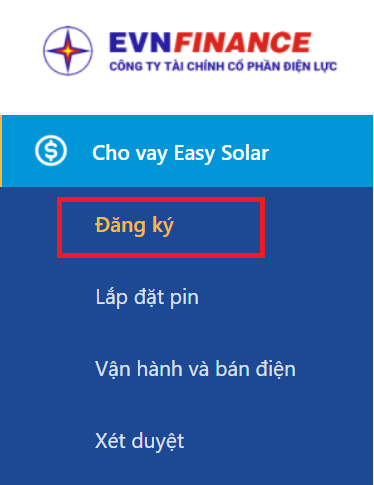 EVNFINANCE
CÔNG TY TÀI CHÍNH CỔ PHẦN ĐIỆN LỰC
Cho vay Easy Solar
Đăng ký
Lắp đặt pin
Vận hành và bán điện
Xét duyệt